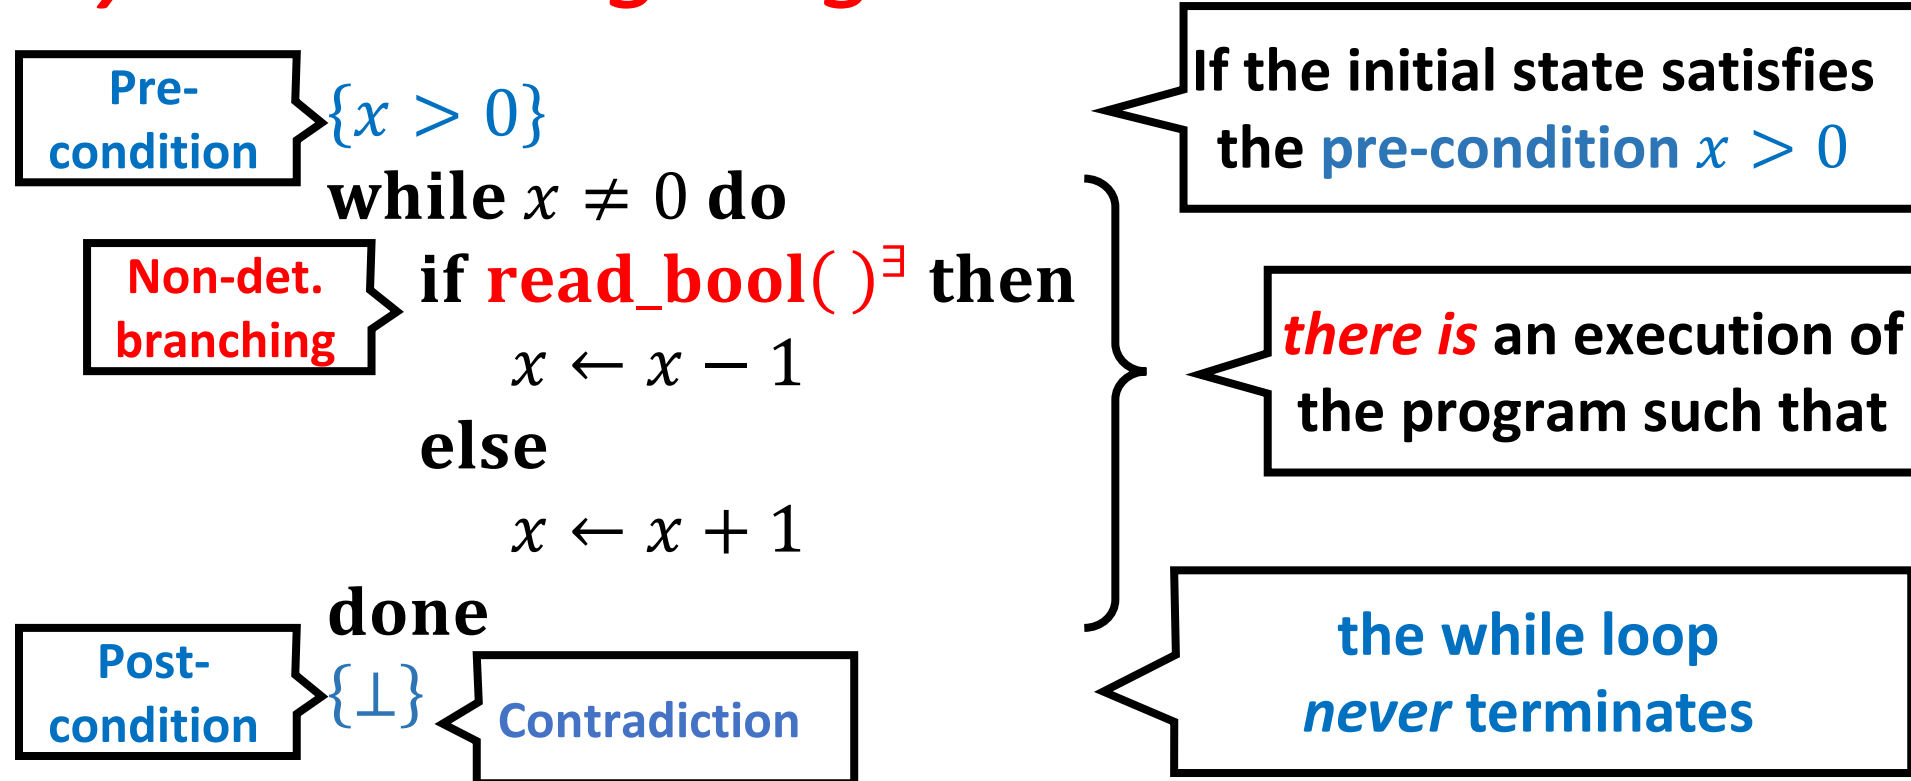 Pre-
condition
{x > 0}
while x ≠ 0 do
Non-det.
branching
if read_bool( )^∃ then
x ← x − 1
else
x ← x + 1
done
Post-
condition
{⊥}
Contradiction
If the initial state satisfies
the pre-condition x > 0
there is an execution of
the program such that
the while loop
never terminates